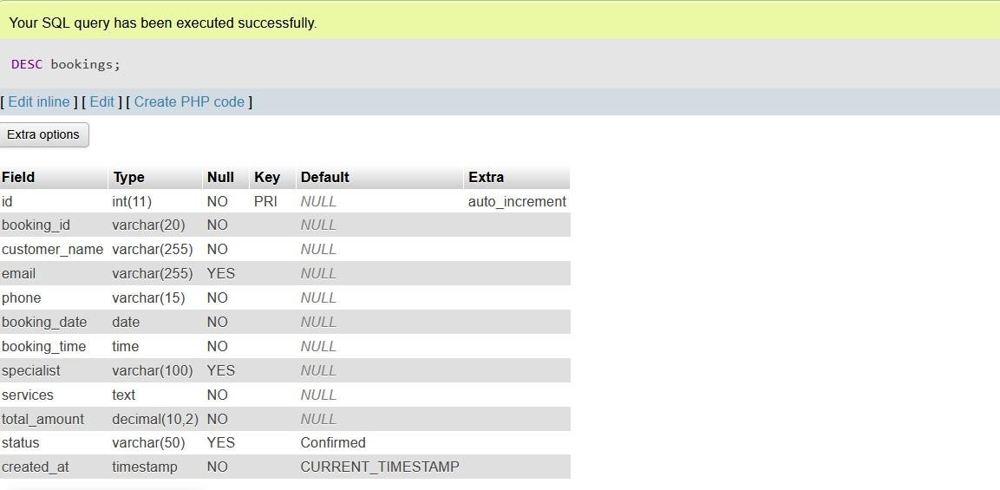 Your SQL query has been executed successfully.
DESC bookings;
[ Edit inline ] [ Edit ] [ Create PHP code ]
Extra options
Field Type Null Key Default Extra
id int(11) NO PRI NULL auto_increment
booking_id varchar(20) NO NULL
customer_name varchar(255) NO NULL
email varchar(255) YES NULL
phone varchar(15) NO NULL
booking_date date NO NULL
booking_time time NO NULL
specialist varchar(100) YES NULL
services text NO NULL
total_amount decimal(10,2) NO NULL
status varchar(50) YES Confirmed
created_at timestamp NO CURRENT_TIMESTAMP